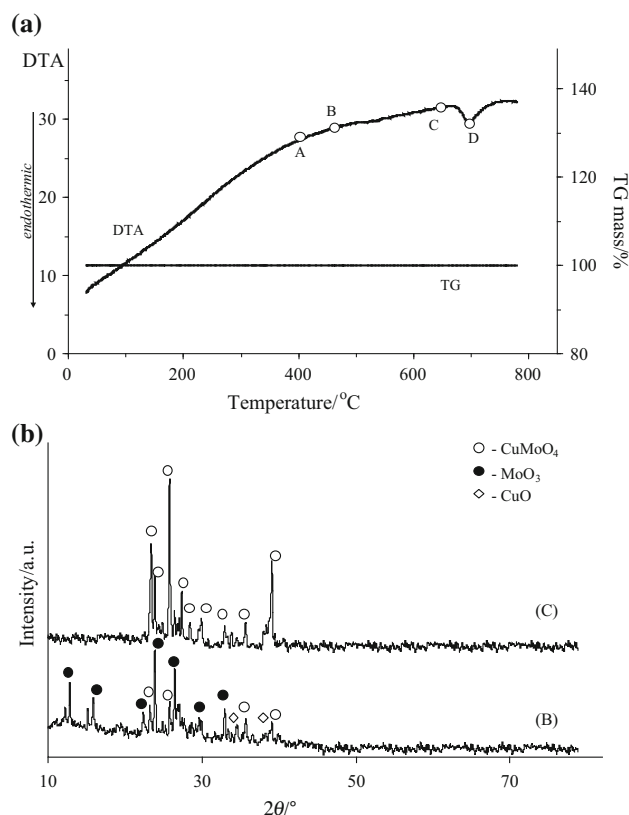 (a)
DTA
endothermic
30
20
10
0
A
B
C
D
DTA
TG
140
120
100
80
TG mass/%
0
200
400
600
800
Temperature/°C
(b)
Intensity/a.u.
○ - CuMoO₄
● - MoO₃
◇ - CuO
(C)
(B)
10
30
50
70
2θ/°